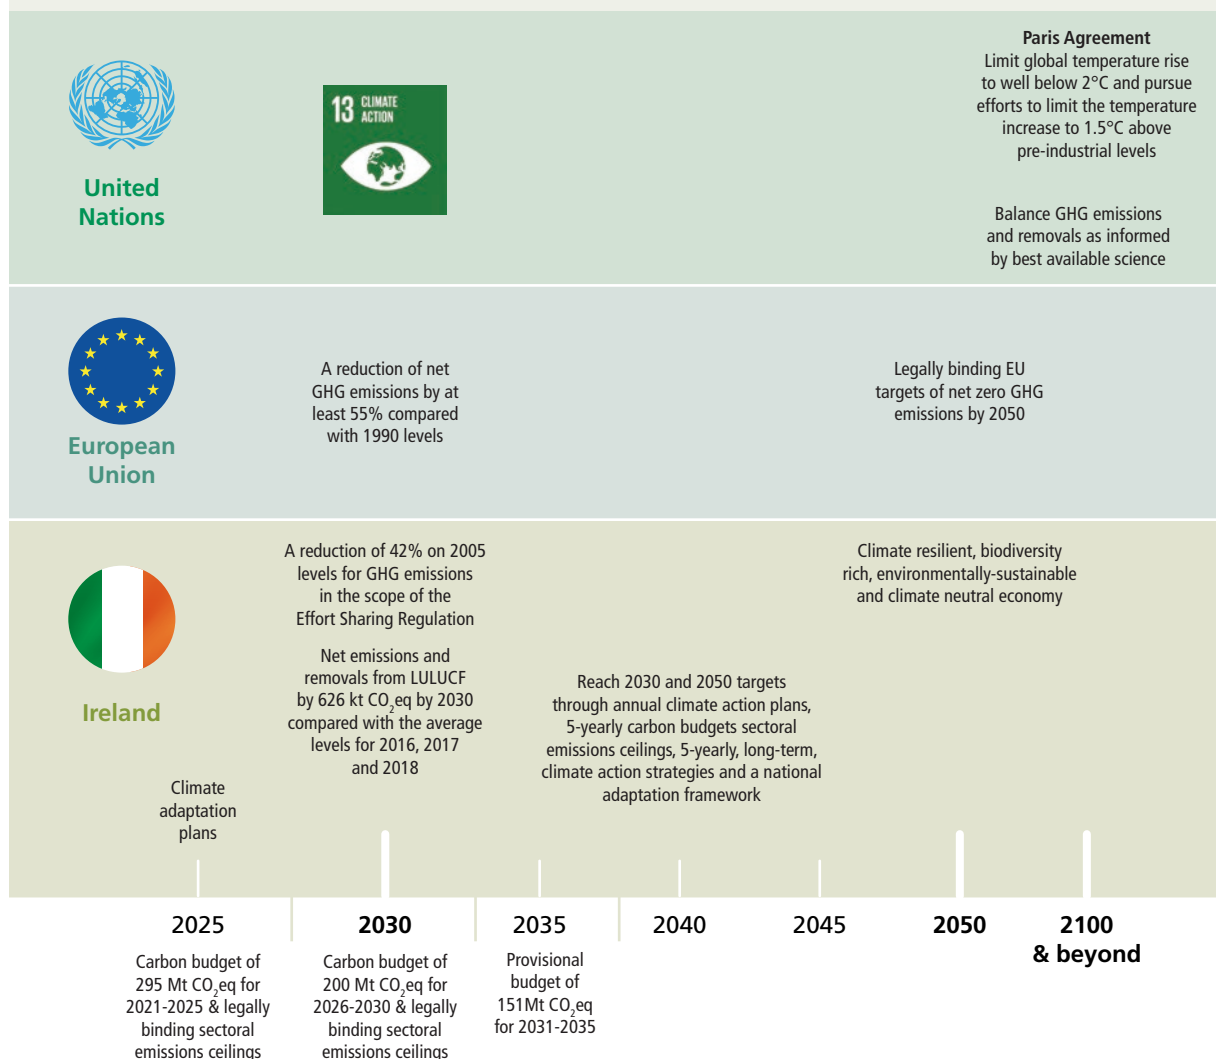 Paris Agreement
Limit global temperature rise
to well below 2°C and pursue
efforts to limit the temperature
increase to 1.5°C above
pre-industrial levels
13 CLIMATE
ACTION
United
Nations
Balance GHG emissions
and removals as informed
by best available science
European
Union
A reduction of net
GHG emissions by at
least 55% compared
with 1990 levels
Legally binding EU
targets of net zero GHG
emissions by 2050
Ireland
A reduction of 42% on 2005
levels for GHG emissions
in the scope of the
Effort Sharing Regulation
Net emissions and
removals from LULUCF
by 626 kt CO₂eq by 2030
compared with the average
levels for 2016, 2017
and 2018
Climate resilient, biodiversity
rich, environmentally-sustainable
and climate neutral economy
Reach 2030 and 2050 targets
through annual climate action plans,
5-yearly carbon budgets sectoral
emissions ceilings, 5-yearly, long-term,
climate action strategies and a national
adaptation framework
Climate
adaptation
plans
2025
2030
2035
2040
2045
2050
2100
& beyond
Carbon budget of
295 Mt CO₂eq for
2021-2025 & legally
binding sectoral
emissions ceilings
Carbon budget of
200 Mt CO₂eq for
2026-2030 & legally
binding sectoral
emissions ceilings
Provisional
budget of
151Mt CO₂eq
for 2031-2035